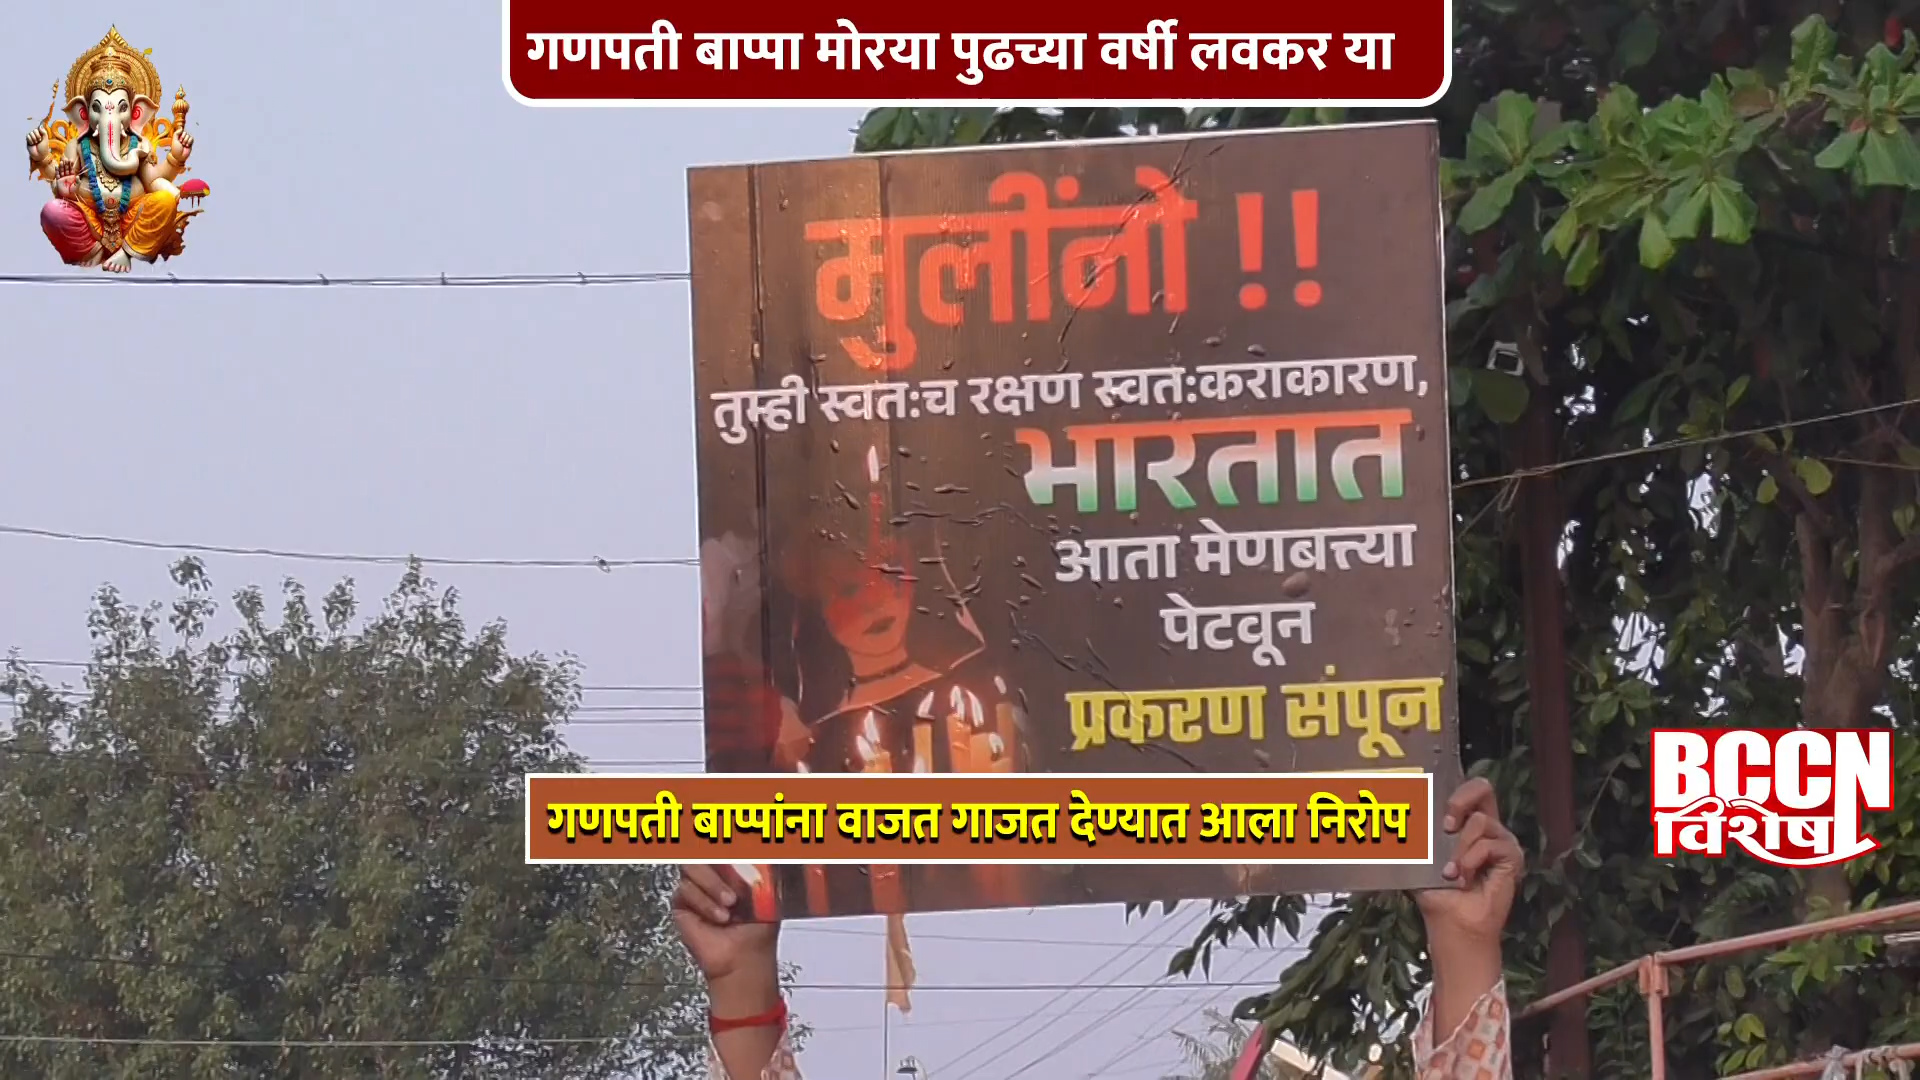 गणपती बाप्पा मोरया पुढच्या वर्षी लवकर या
मुलींनो !!
तुम्ही स्वत:च रक्षण स्वत:कराकारण,
भारतात
आता मेणबत्त्या
पेटवून
प्रकरण संपून
गणपती बाप्पांना वाजत गाजत देण्यात आला निरोप
BCCN
विशेष